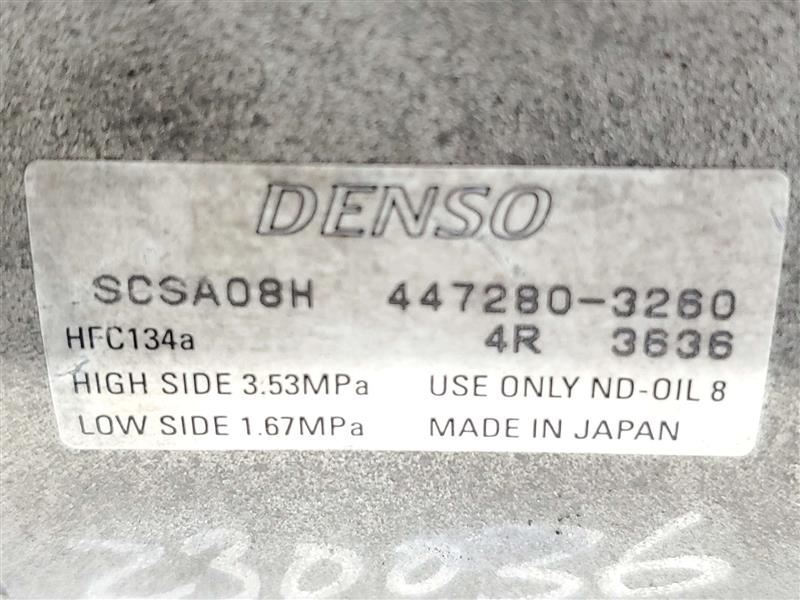 DENSO
SCSA08H 447280-3260
HFC134a 4R 3636
HIGH SIDE 3.53MPa USE ONLY ND-OIL 8
LOW SIDE 1.67MPa MADE IN JAPAN
230036